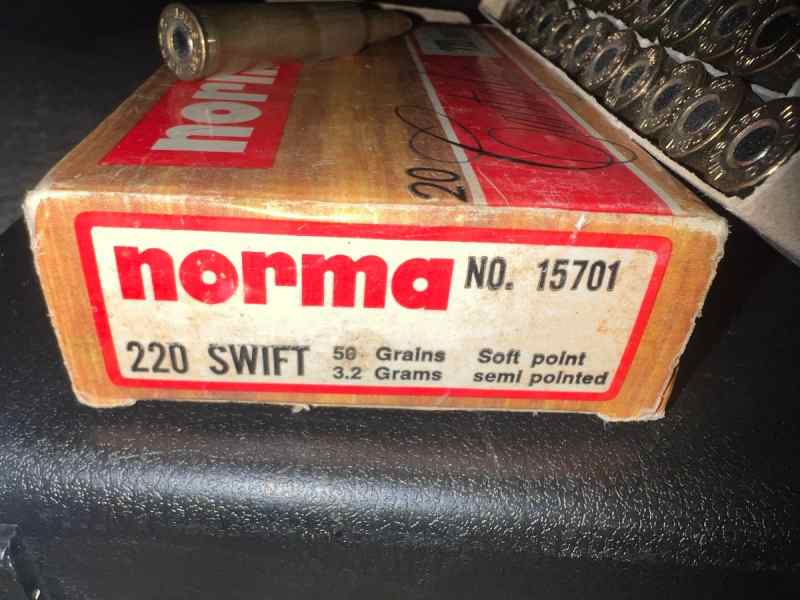 norma
20
norma NO. 15701
220 SWIFT 50 Grains Soft point
3.2 Grams semi pointed